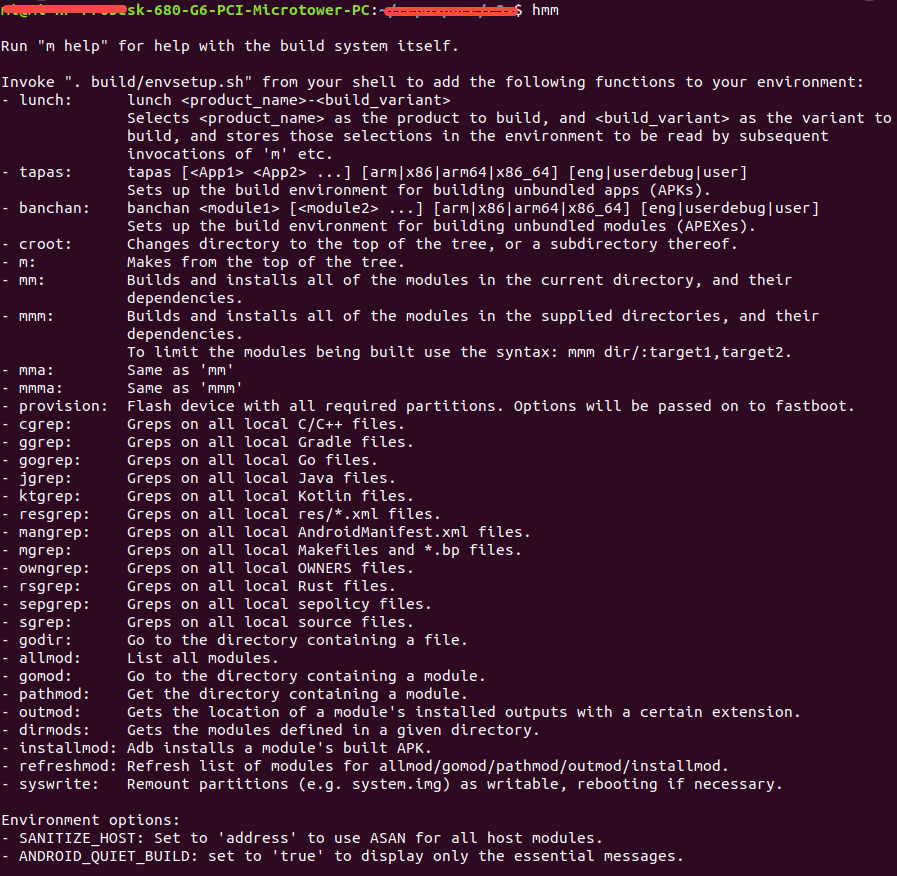 Desk-680-G6-PCI-Microtower-PC: $ hmm
Run "m help" for help with the build system itself.
Invoke ". build/envsetup.sh" from your shell to add the following functions to your environment:
- lunch:      lunch <product_name>-<build_variant>
              Selects <product_name> as the product to build, and <build_variant> as the variant to
              build, and stores those selections in the environment to be read by subsequent
              invocations of 'm' etc.
- tapas:      tapas [<App1> <App2> ...] [arm|x86|arm64|x86_64] [eng|userdebug|user]
              Sets up the build environment for building unbundled apps (APKs).
- banchan:    banchan <module1> [<module2> ...] [arm|x86|arm64|x86_64] [eng|userdebug|user]
              Sets up the build environment for building unbundled modules (APEXes).
- croot:      Changes directory to the top of the tree, or a subdirectory thereof.
- m:          Makes from the top of the tree.
- mm:         Builds and installs all of the modules in the current directory, and their
              dependencies.
- mmm:        Builds and installs all of the modules in the supplied directories, and their
              dependencies.
              To limit the modules being built use the syntax: mmm dir/:target1,target2.
- mma:        Same as 'mm'
- mmma:       Same as 'mmm'
- provision:  Flash device with all required partitions. Options will be passed on to fastboot.
- cgrep:      Greps on all local C/C++ files.
- ggrep:      Greps on all local Gradle files.
- gogrep:     Greps on all local Go files.
- jgrep:      Greps on all local Java files.
- ktgrep:     Greps on all local Kotlin files.
- resgrep:    Greps on all local res/*.xml files.
- mangrep:    Greps on all local AndroidManifest.xml files.
- mgrep:      Greps on all local Makefiles and *.bp files.
- owngrep:    Greps on all local OWNERS files.
- rsgrep:     Greps on all local Rust files.
- sepgrep:    Greps on all local sepolicy files.
- sgrep:      Greps on all local source files.
- godir:      Go to the directory containing a file.
- allmod:     List all modules.
- gomod:      Go to the directory containing a module.
- pathmod:    Get the directory containing a module.
- outmod:     Gets the location of a module's installed outputs with a certain extension.
- dirmods:    Gets the modules defined in a given directory.
- installmod: Adb installs a module's built APK.
- refreshmod: Refresh list of modules for allmod/gomod/pathmod/outmod/installmod.
- syswrite:   Remount partitions (e.g. system.img) as writable, rebooting if necessary.
Environment options:
- SANITIZE_HOST: Set to 'address' to use ASAN for all host modules.
- ANDROID_QUIET_BUILD: set to 'true' to display only the essential messages.